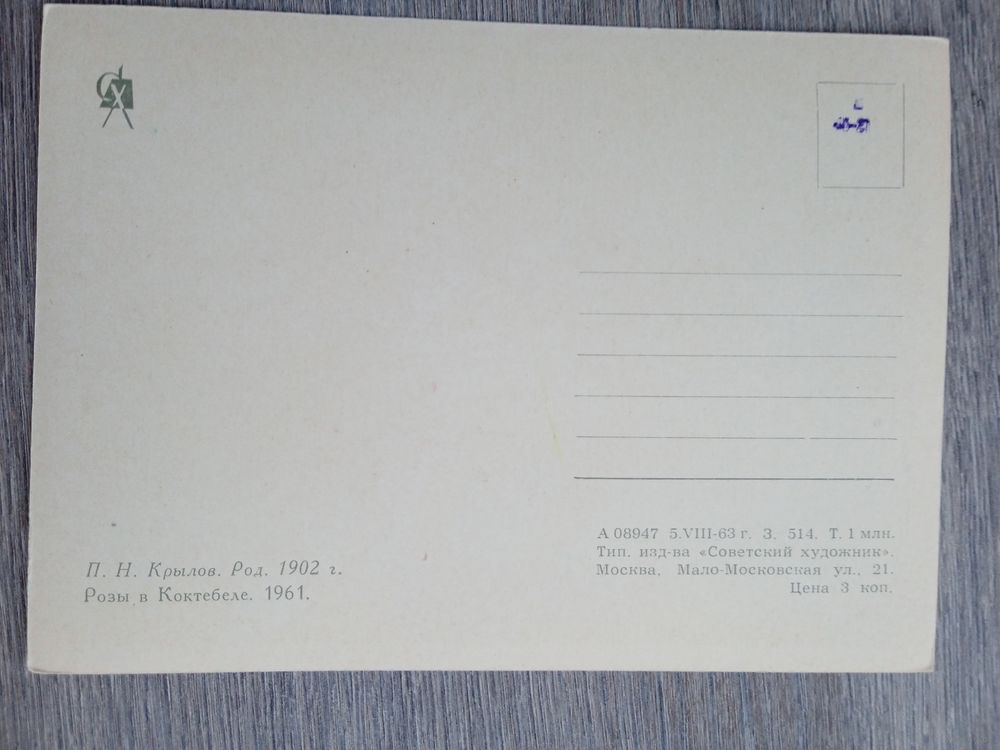 СХ
П. Н. Крылов. Род. 1902 г.
Розы в Коктебеле. 1961.
А 08947 5.VIII-63 г. З. 514. Т. 1 млн.
Тип. изд-ва «Советский художник».
Москва, Мало-Московская ул., 21.
Цена 3 коп.